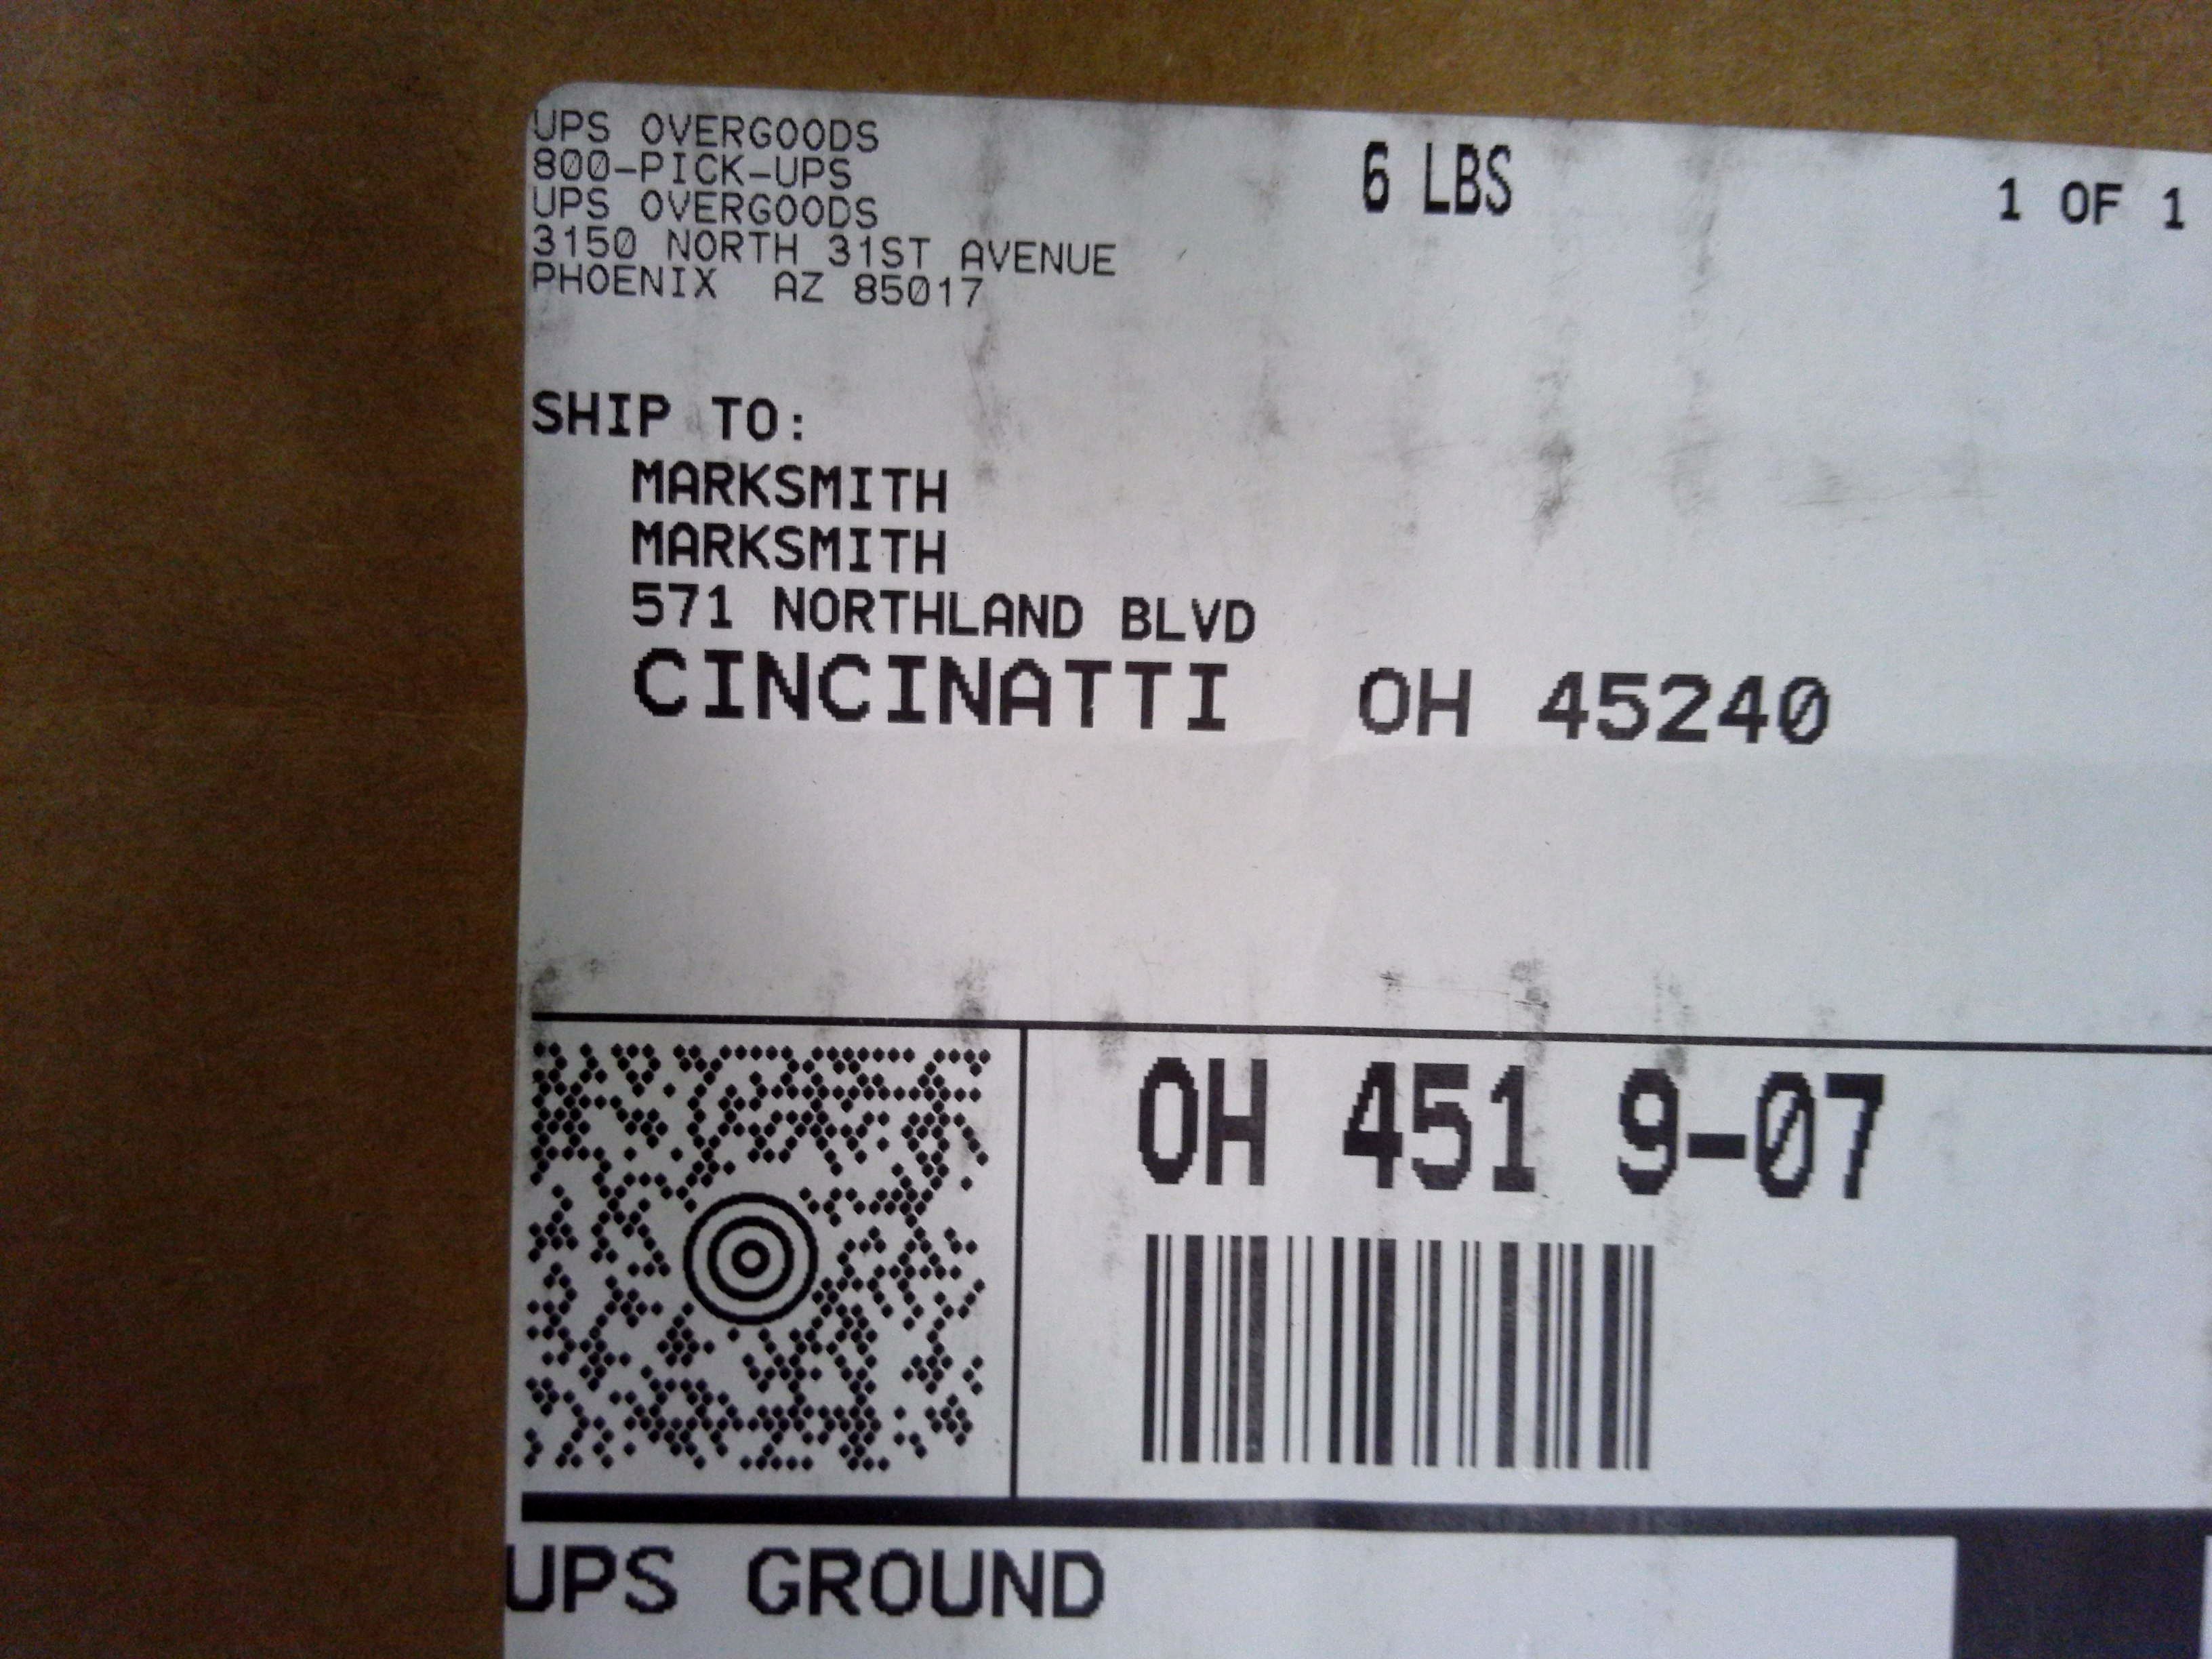 UPS OVERGOODS
800-PICK-UPS
UPS OVERGOODS
3150 NORTH 31ST AVENUE
PHOENIX AZ 85017
6 LBS
1 OF 1
SHIP TO:
MARKSMITH
MARKSMITH
571 NORTHLAND BLVD
CINCINATTI OH 45240
OH 451 9-07
UPS GROUND